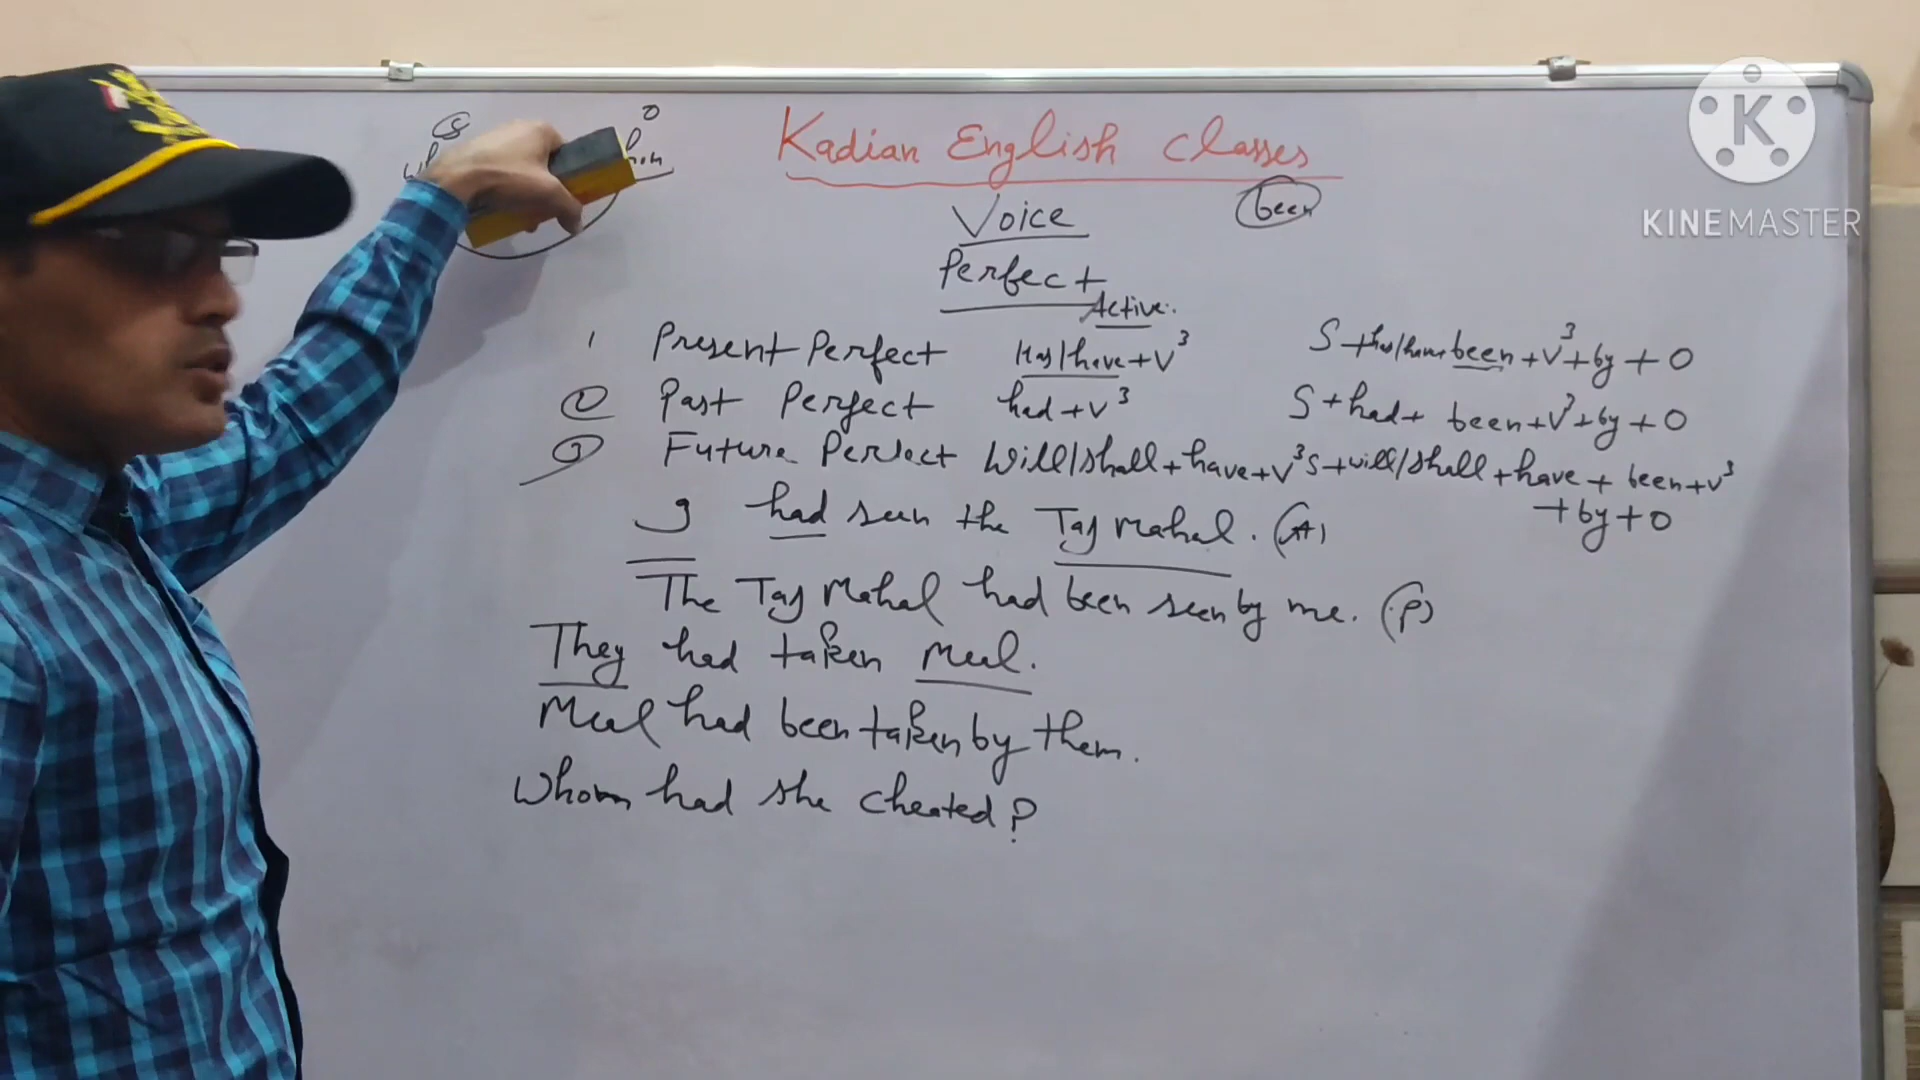 S O
Kadian English Classes
K
KINEMASTER
Voice been
Perfect
Active.
1 Present Perfect Has/have+V³ S+has/have+been+V³+by+O
② Past Perfect had+V³ S+had+been+V³+by+O
③ Future Perfect Will/shall+have+V³ S+will/shall+have+been+V³
+by+O
I had seen the Taj Mahal. (A)
The Taj Mahal had been seen by me. (P)
They had taken Meal.
Meal had been taken by them.
Whom had she cheated?